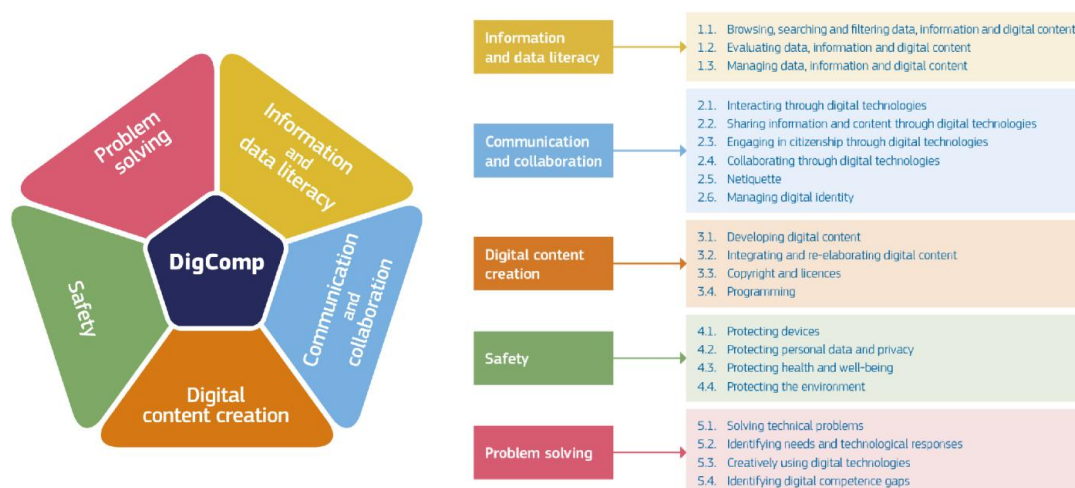 Problem
solving
Information
and
data literacy
DigComp
Safety
Communication
and
collaboration
Digital
content creation
Information
and data literacy
1.1. Browsing, searching and filtering data, information and digital content
1.2. Evaluating data, information and digital content
1.3. Managing data, information and digital content
Communication
and collaboration
2.1. Interacting through digital technologies
2.2. Sharing information and content through digital technologies
2.3. Engaging in citizenship through digital technologies
2.4. Collaborating through digital technologies
2.5. Netiquette
2.6. Managing digital identity
Digital content
creation
3.1. Developing digital content
3.2. Integrating and re-elaborating digital content
3.3. Copyright and licences
3.4. Programming
Safety
4.1. Protecting devices
4.2. Protecting personal data and privacy
4.3. Protecting health and well-being
4.4. Protecting the environment
Problem solving
5.1. Solving technical problems
5.2. Identifying needs and technological responses
5.3. Creatively using digital technologies
5.4. Identifying digital competence gaps